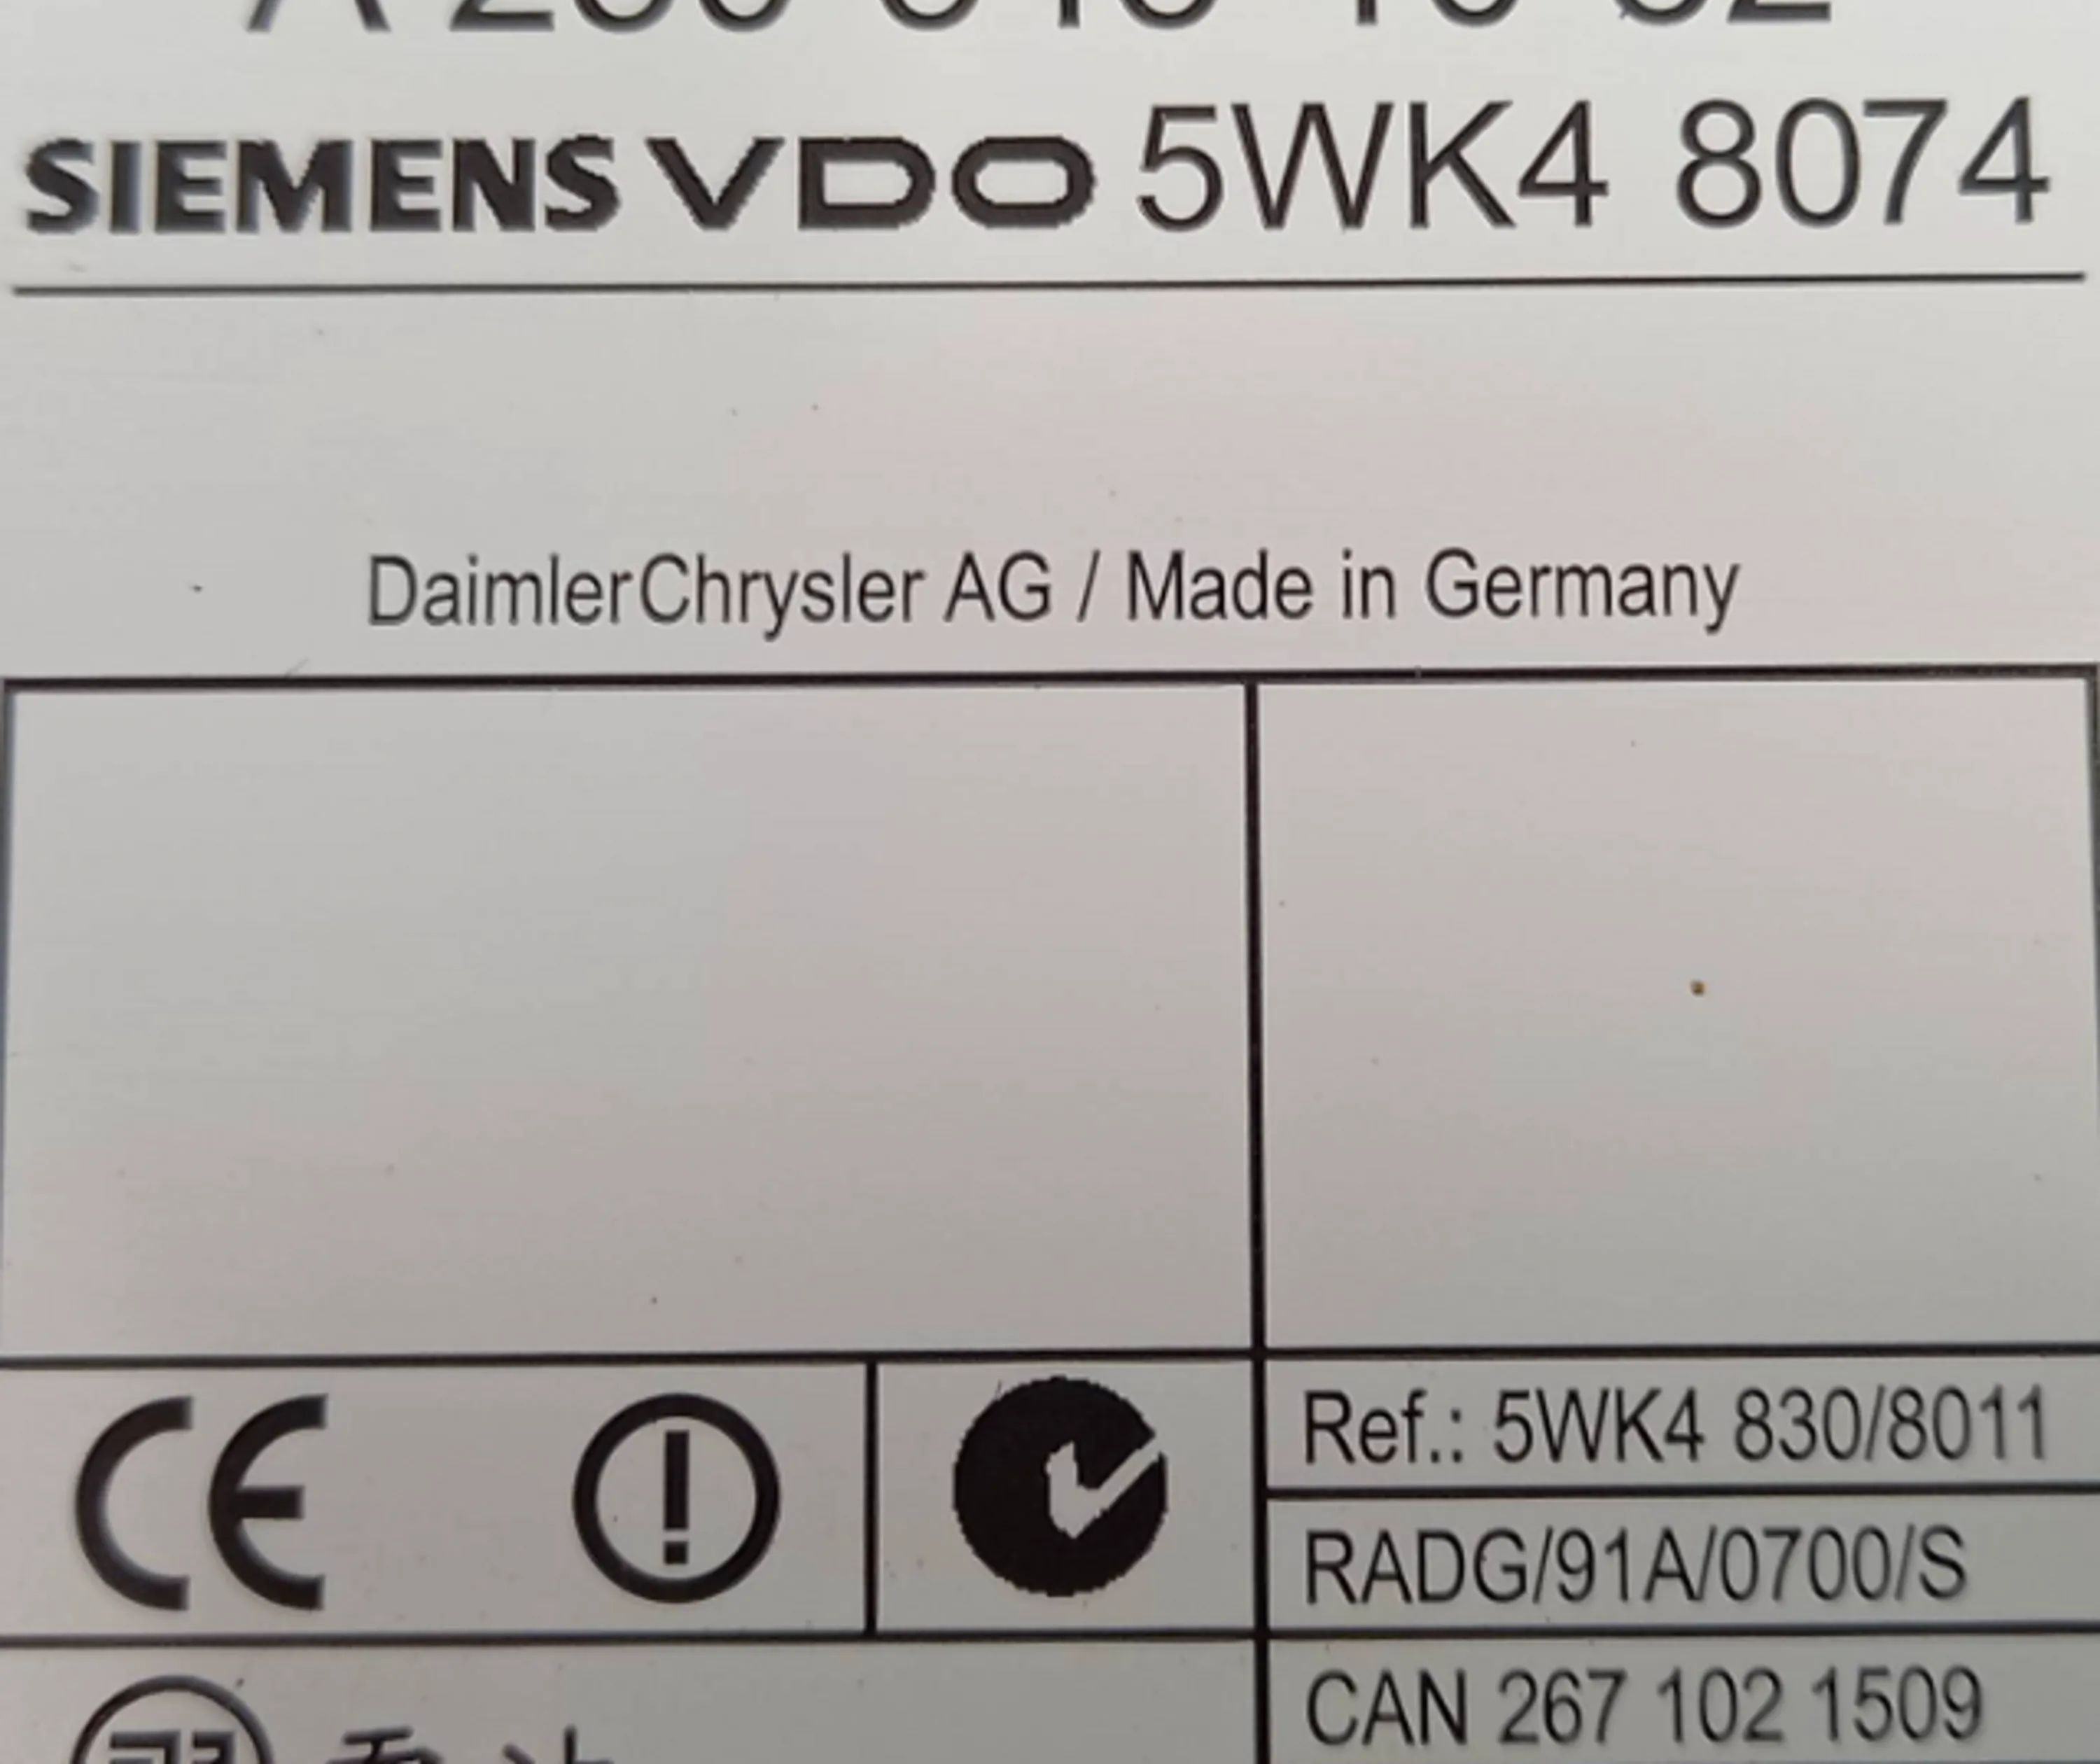 SIEMENS VDO 5WK4 8074
DaimlerChrysler AG / Made in Germany
CE
Ref.: 5WK4 830/8011
RADG/91A/0700/S
CAN 267 102 1509